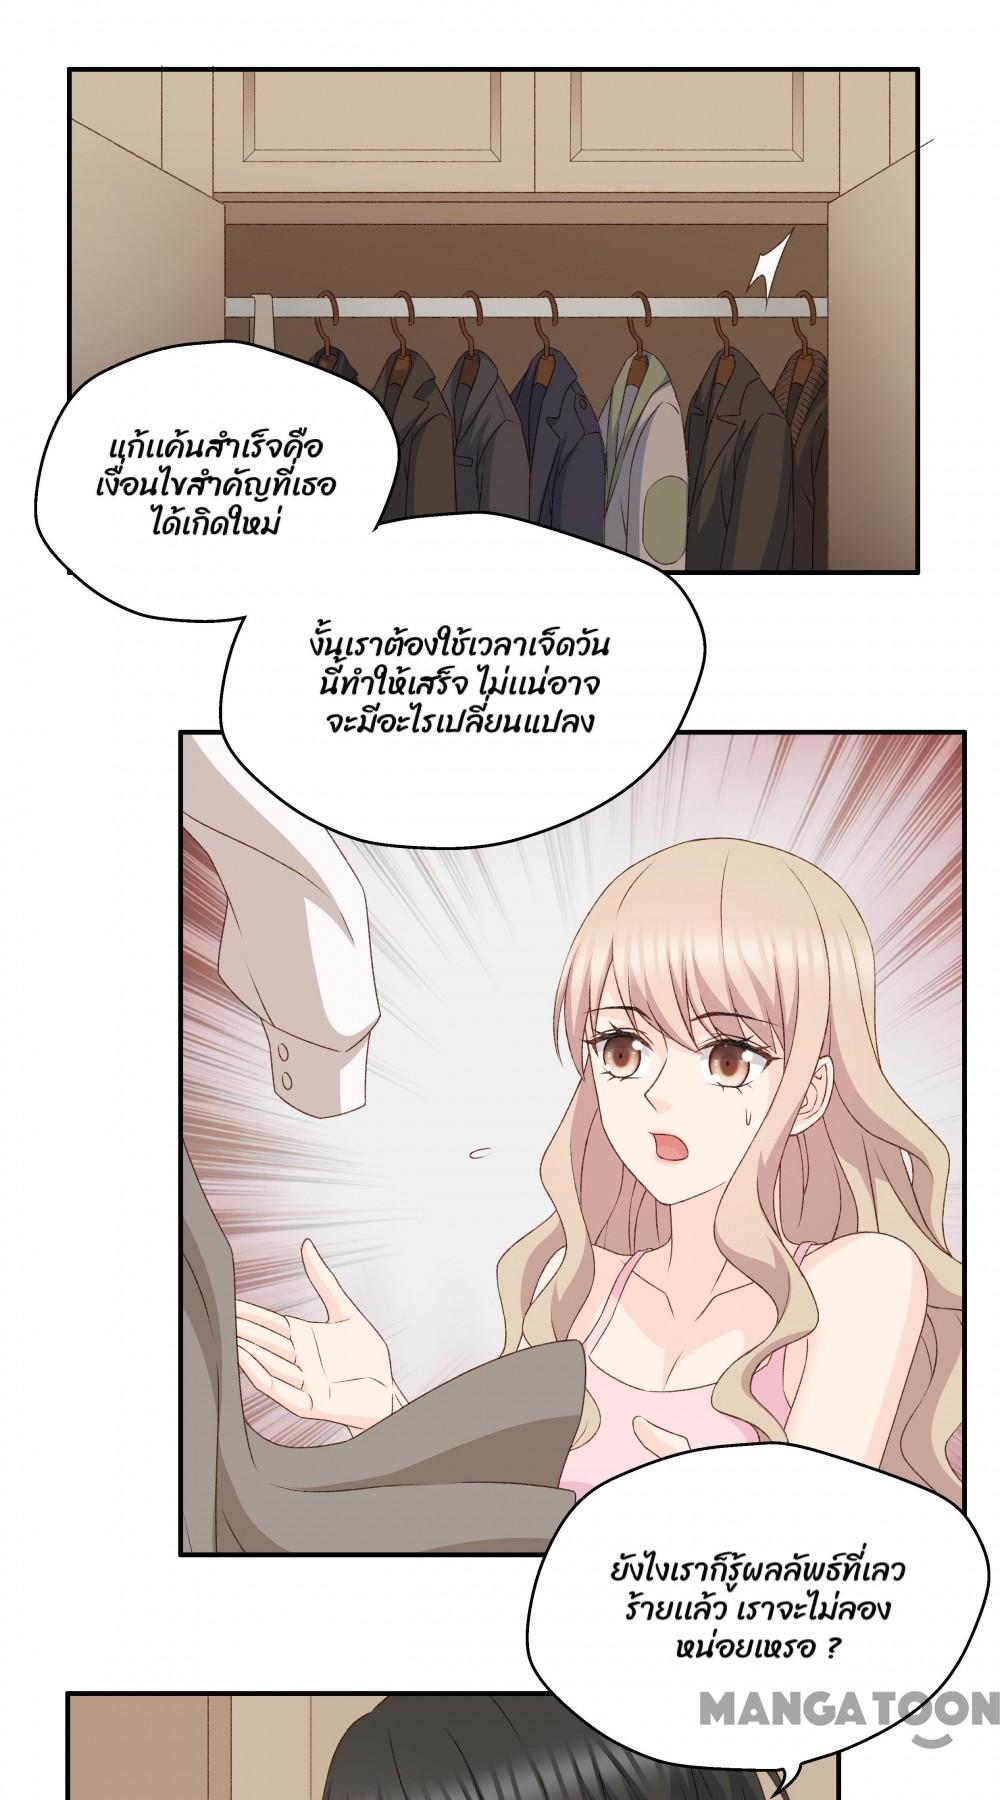 แก้แค้นสำเร็จคือ
เงื่อนไขสำคัญที่เธอ
ได้เกิดใหม่
งั้นเราต้องใช้เวลาเจ็ดวัน
นี้ทำให้เสร็จ ไม่แน่อาจ
จะมีอะไรเปลี่ยนแปลง
ยังไงเราก็รู้ผลลัพธ์ที่เลว
ร้ายแล้ว เราจะไม่ลอง
หน่อยเหรอ ?
MANGATOON